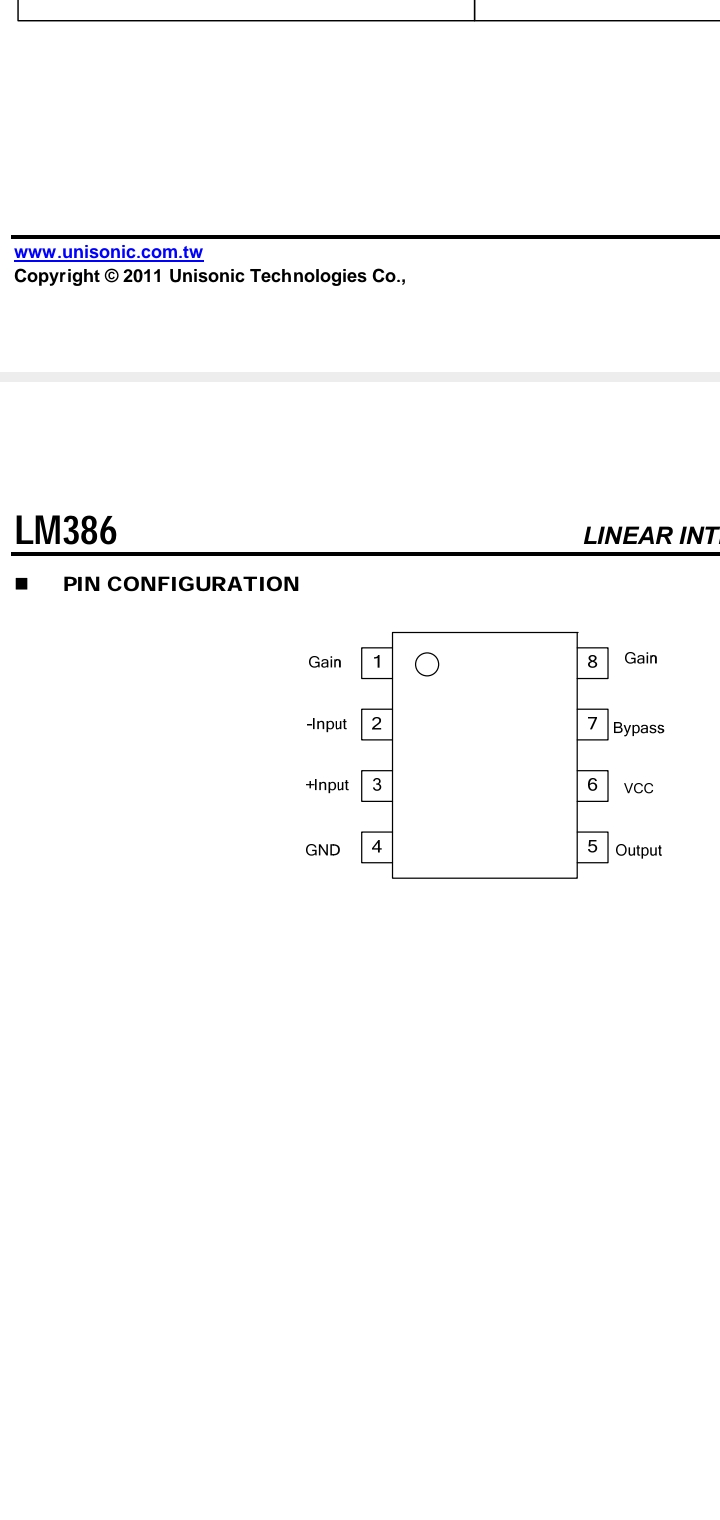 www.unisonic.com.tw
Copyright © 2011 Unisonic Technologies Co.,
LM386
LINEAR INT
■ PIN CONFIGURATION
Gain 1 8 Gain
-Input 2 7 Bypass
+Input 3 6 VCC
GND 4 5 Output